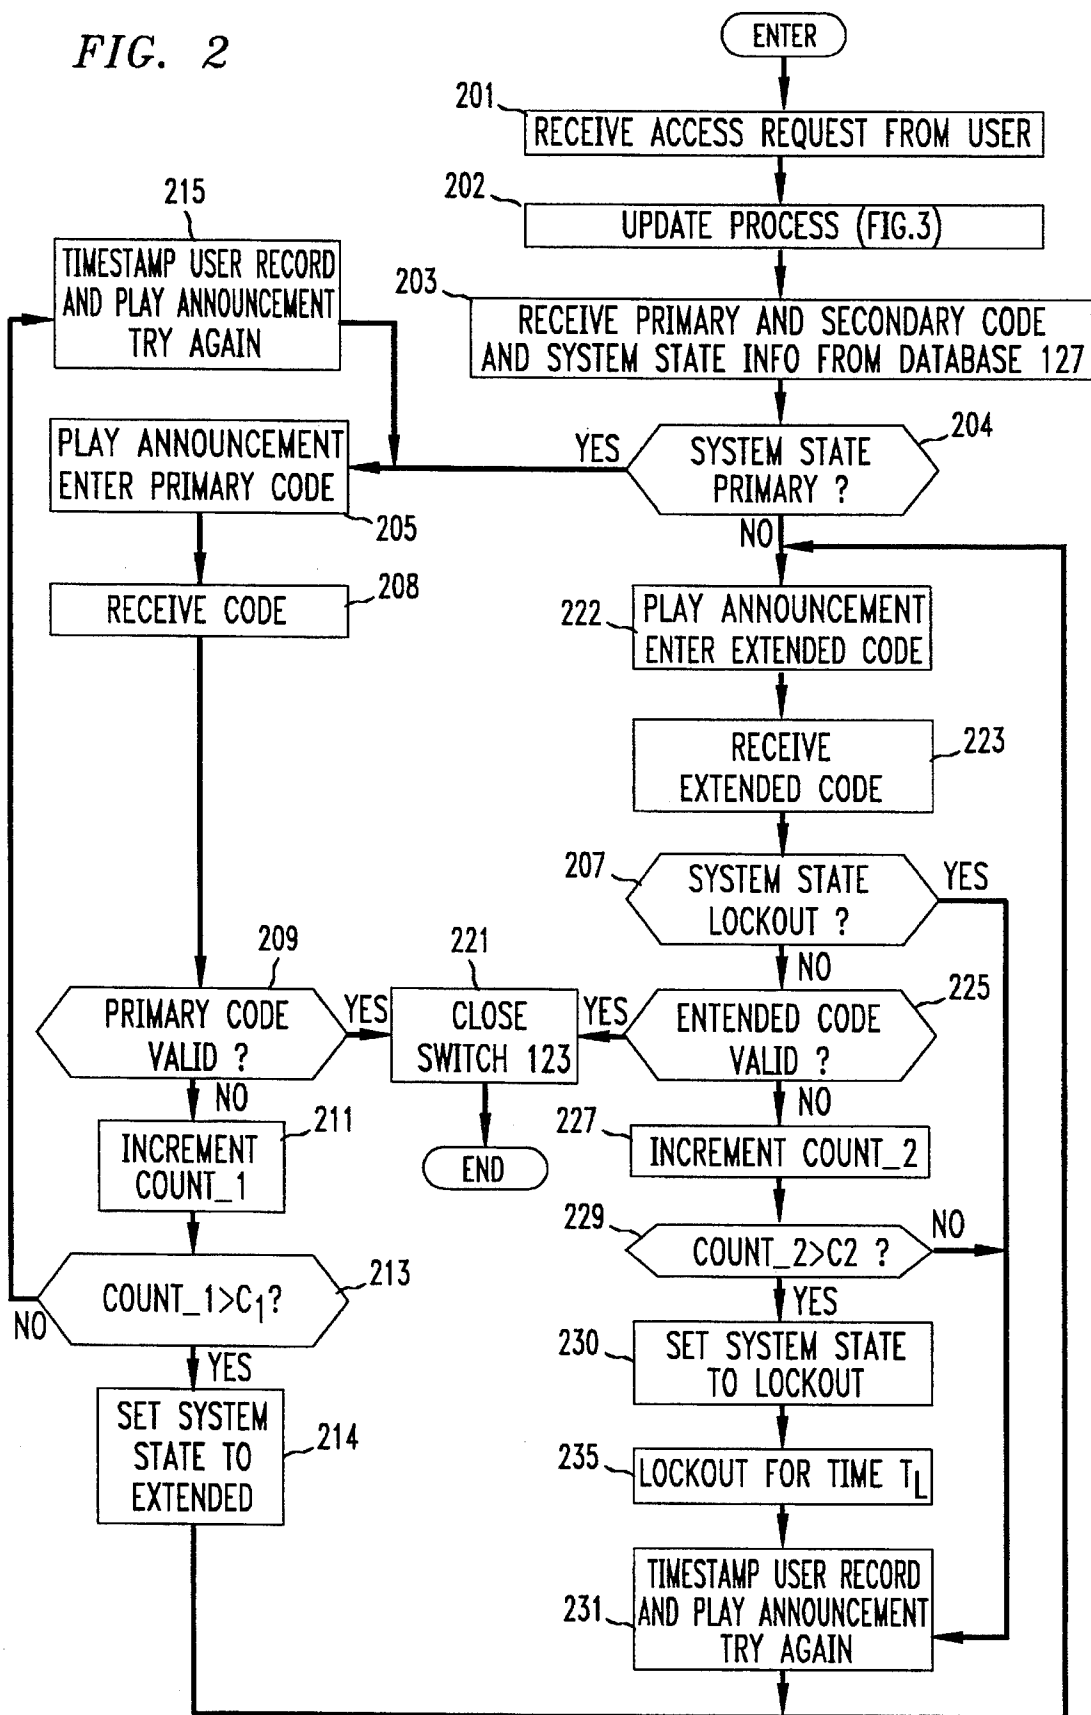 FIG. 2
ENTER
201
RECEIVE ACCESS REQUEST FROM USER
202
UPDATE PROCESS (FIG.3)
203
RECEIVE PRIMARY AND SECONDARY CODE
AND SYSTEM STATE INFO FROM DATABASE 127
204
SYSTEM STATE
PRIMARY ?
YES
NO
215
TIMESTAMP USER RECORD
AND PLAY ANNOUNCEMENT
TRY AGAIN
PLAY ANNOUNCEMENT
ENTER PRIMARY CODE
205
RECEIVE CODE
208
209
PRIMARY CODE
VALID ?
YES
NO
211
INCREMENT
COUNT_1
213
COUNT_1>C1?
NO
YES
SET SYSTEM
STATE TO
EXTENDED
214
221
CLOSE
SWITCH 123
END
222
PLAY ANNOUNCEMENT
ENTER EXTENDED CODE
223
RECEIVE
EXTENDED CODE
207
SYSTEM STATE
LOCKOUT ?
YES
NO
225
ENTENDED CODE
VALID ?
YES
NO
227
INCREMENT COUNT_2
229
COUNT_2>C2 ?
NO
YES
230
SET SYSTEM STATE
TO LOCKOUT
235
LOCKOUT FOR TIME TL
231
TIMESTAMP USER RECORD
AND PLAY ANNOUNCEMENT
TRY AGAIN